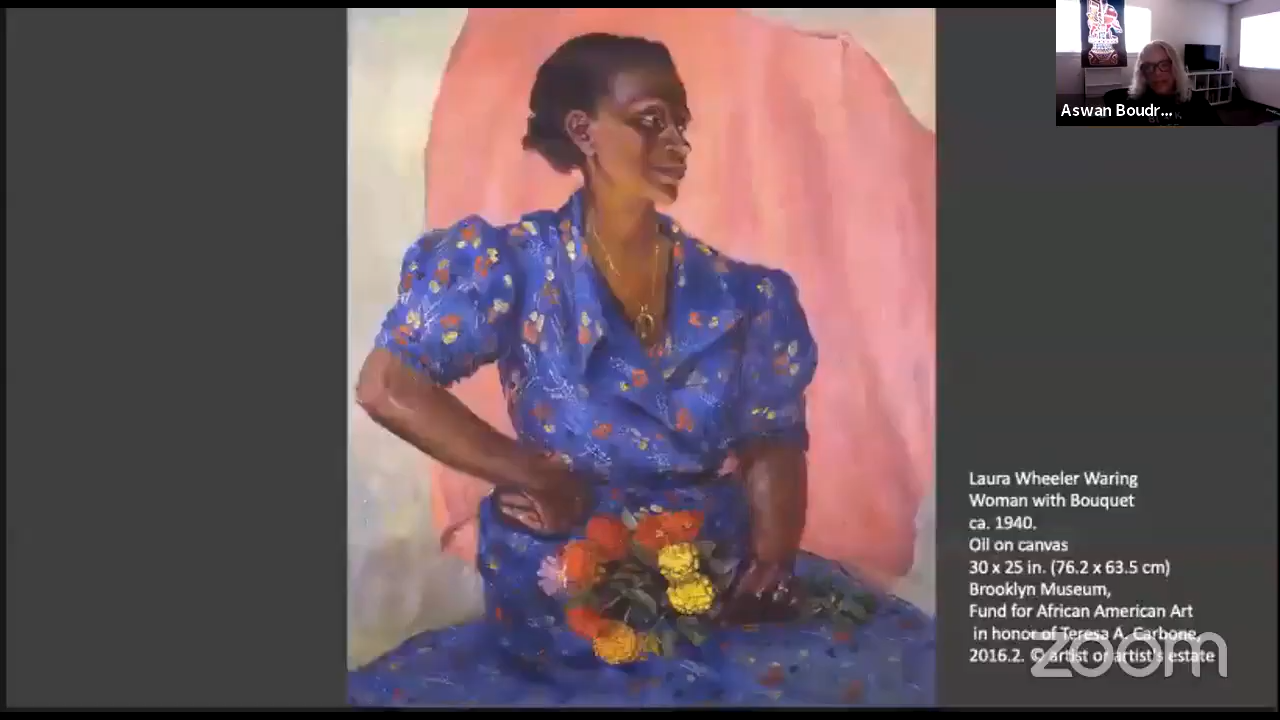 Aswan Boudr...
Laura Wheeler Waring
Woman with Bouquet
ca. 1940.
Oil on canvas
30 x 25 in. (76.2 x 63.5 cm)
Brooklyn Museum,
Fund for African American Art
in honor of Teresa A. Carbone,
2016.2. © artist or artist's estate
zoom